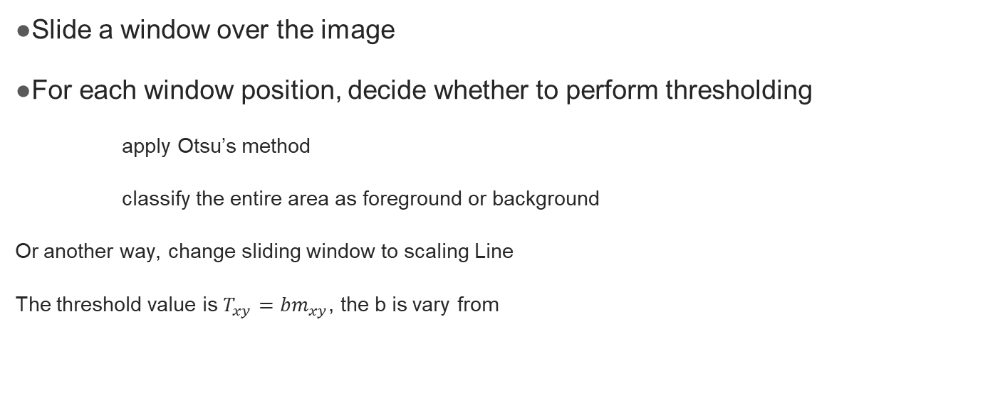 ●Slide a window over the image
●For each window position, decide whether to perform thresholding
apply Otsu’s method
classify the entire area as foreground or background
Or another way, change sliding window to scaling Line
The threshold value is $T_{xy} = bm_{xy}$, the b is vary from